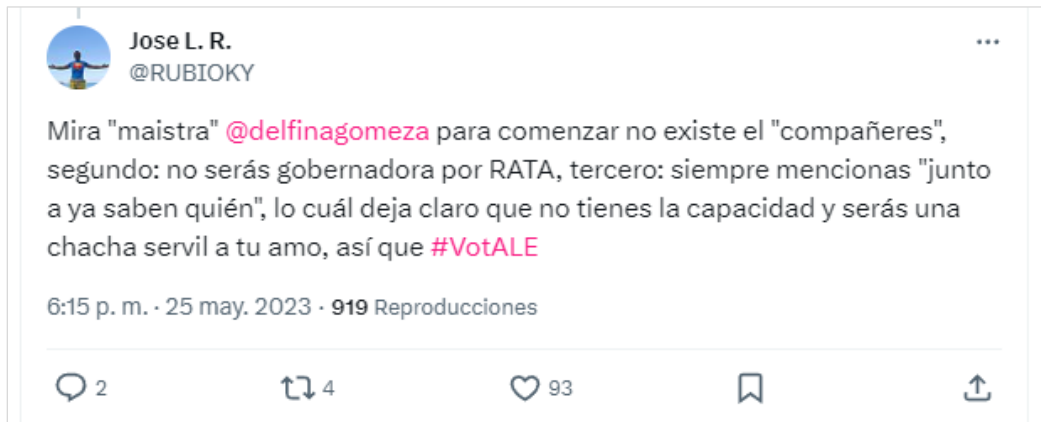 Jose L. R.
@RUBIOKY
Mira "maistra" @delfinagomeza para comenzar no existe el "compañeres",
segundo: no serás gobernadora por RATA, tercero: siempre mencionas "junto
a ya saben quién", lo cuál deja claro que no tienes la capacidad y serás una
chacha servil a tu amo, así que #VotALE
6:15 p. m. · 25 may. 2023 · 919 Reproducciones
2 4 93